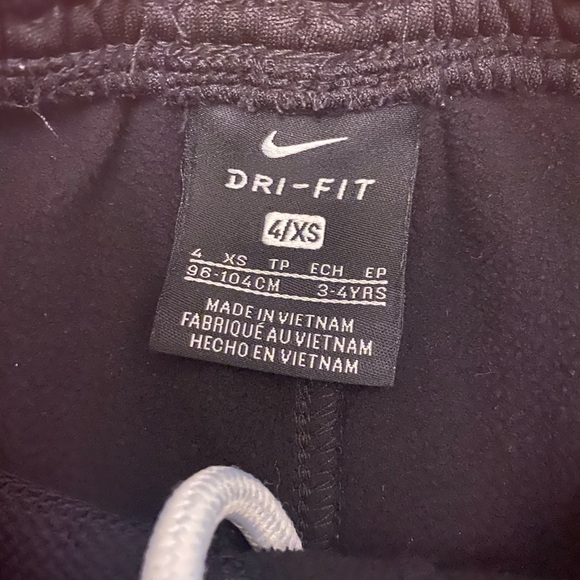 DRI-FIT
4/XS
4 XS TP ECH EP
96-104CM 3-4YRS
MADE IN VIETNAM
FABRIQUÉ AU VIETNAM
HECHO EN VIETNAM